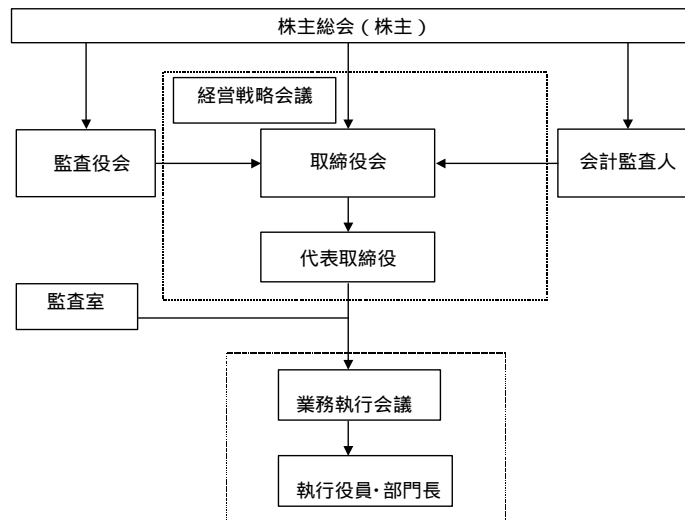 株主総会（株主）
経営戦略会議
監査役会
取締役会
会計監査人
代表取締役
監査室
業務執行会議
執行役員・部門長